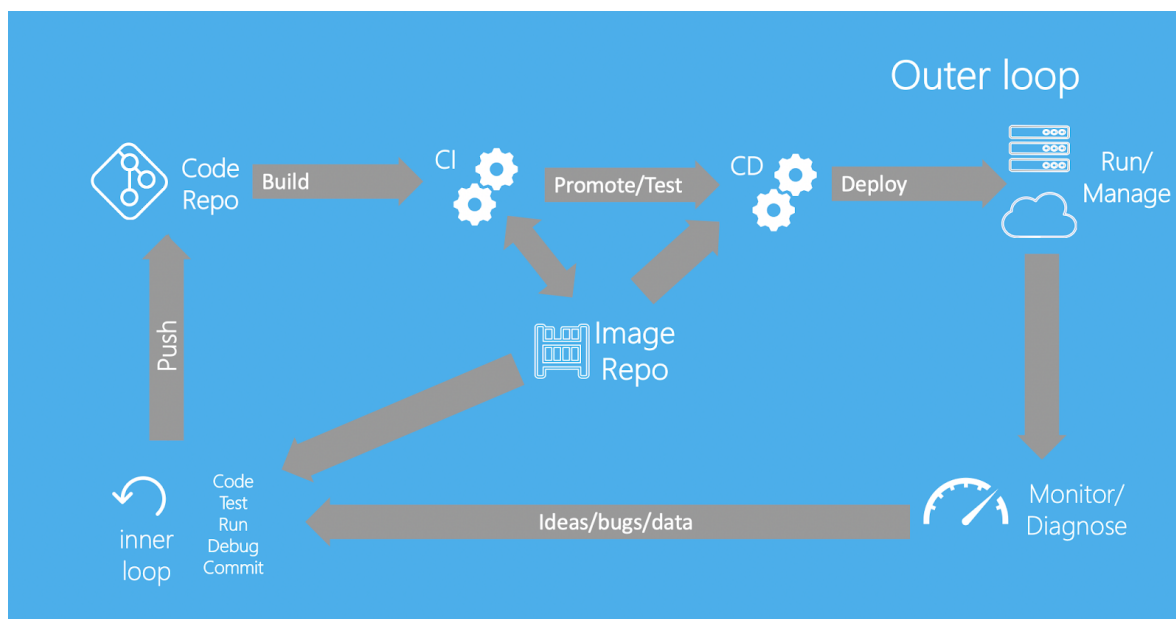 Outer loop
Code
Repo
Build
CI
Promote/Test
CD
Deploy
Run/
Manage
Image
Repo
Push
inner
loop
Code
Test
Run
Debug
Commit
Ideas/bugs/data
Monitor/
Diagnose